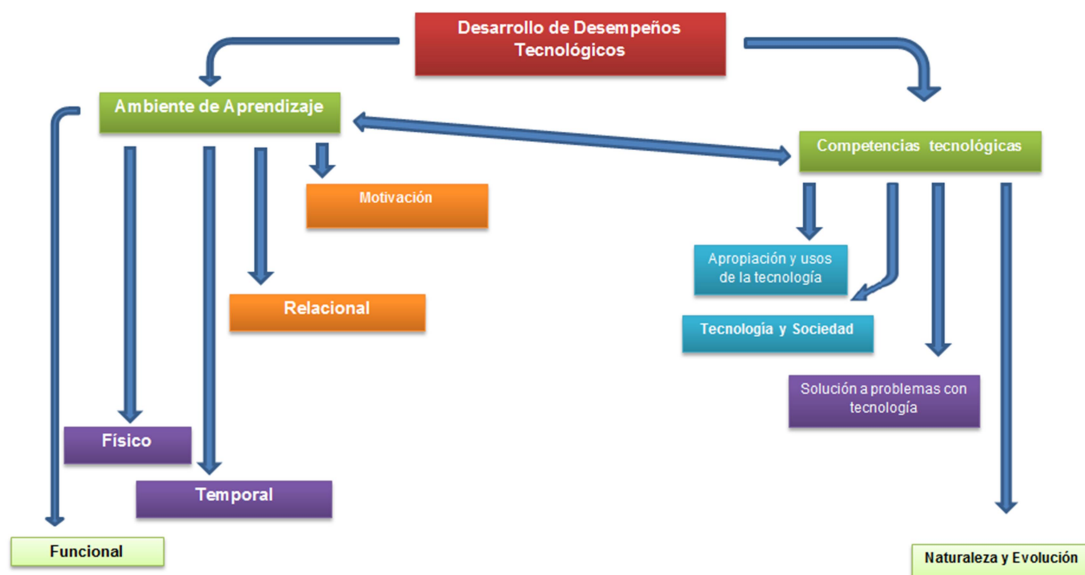 Desarrollo de Desempeños
Tecnológicos
Ambiente de Aprendizaje
Competencias tecnológicas
Motivación
Apropiación y usos
de la tecnología
Relacional
Tecnología y Sociedad
Solución a problemas con
tecnología
Físico
Temporal
Funcional
Naturaleza y Evolución